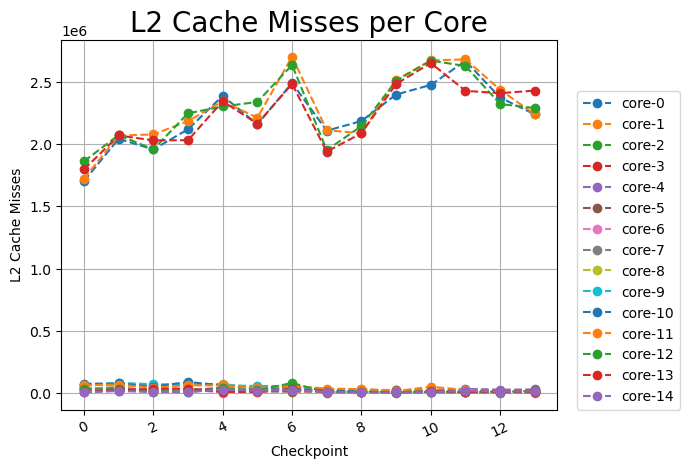 L2 Cache Misses per Core
1e6
2.5
2.0
1.5
1.0
0.5
0.0
L2 Cache Misses
0
2
4
6
8
10
12
Checkpoint
core-0
core-1
core-2
core-3
core-4
core-5
core-6
core-7
core-8
core-9
core-10
core-11
core-12
core-13
core-14